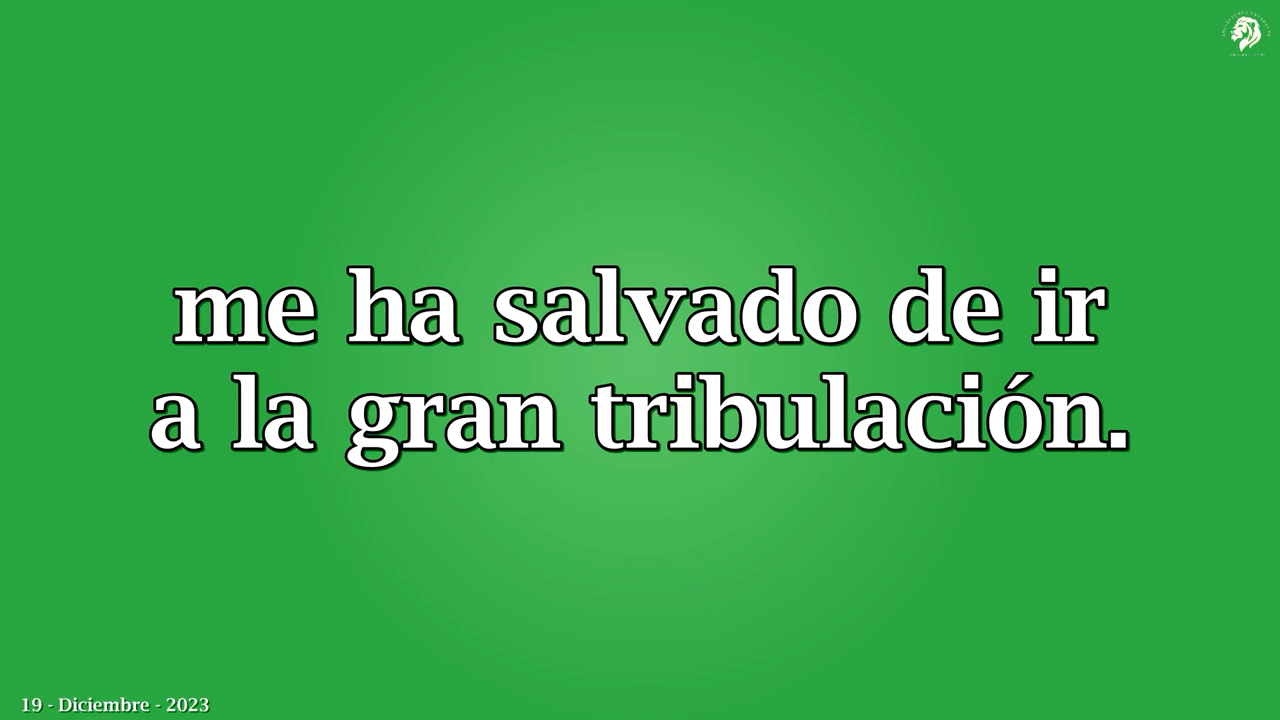 me ha salvado de ir
a la gran tribulación.
19 - Diciembre - 2023